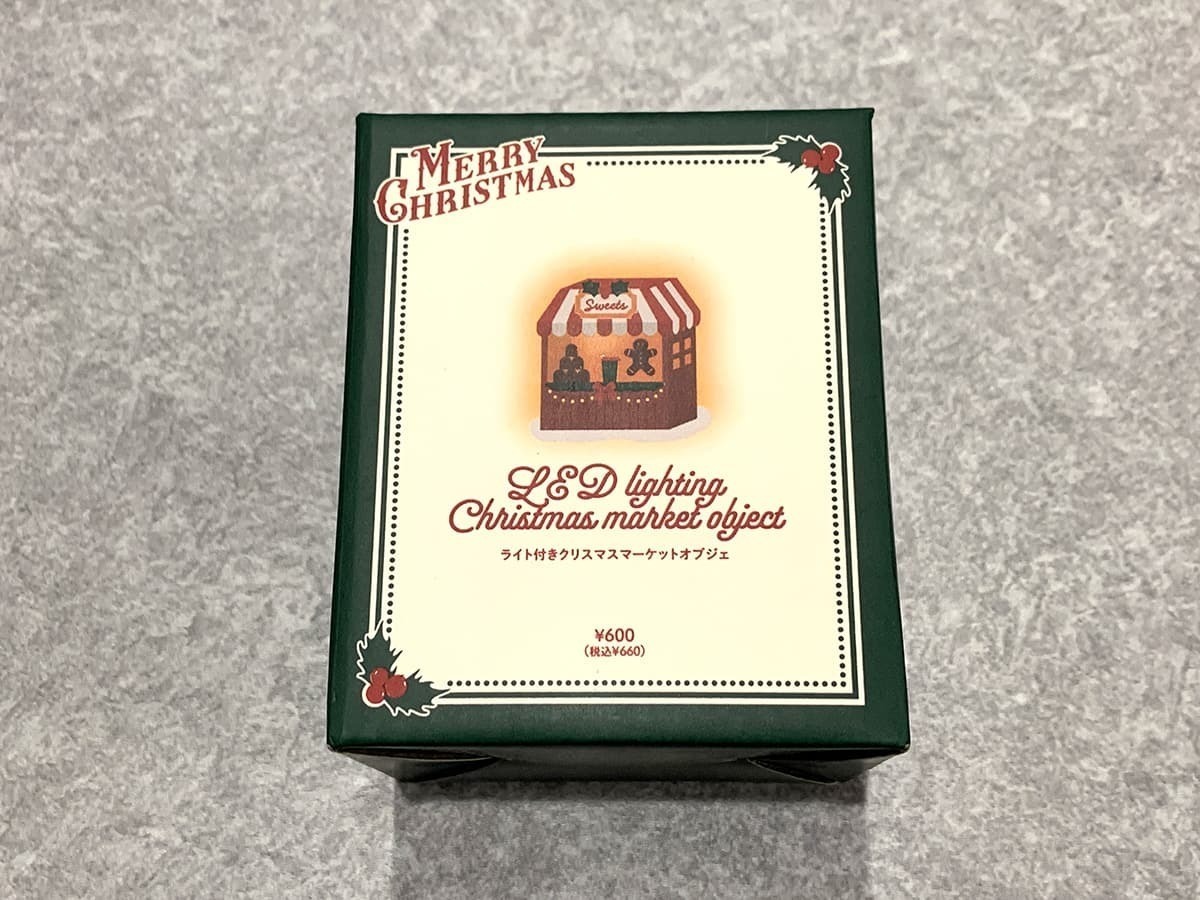 MERRY
CHRISTMAS
Sweets
LED lighting
Christmas market object
ライト付きクリスマスマーケットオブジェ
¥600
(税込¥660)